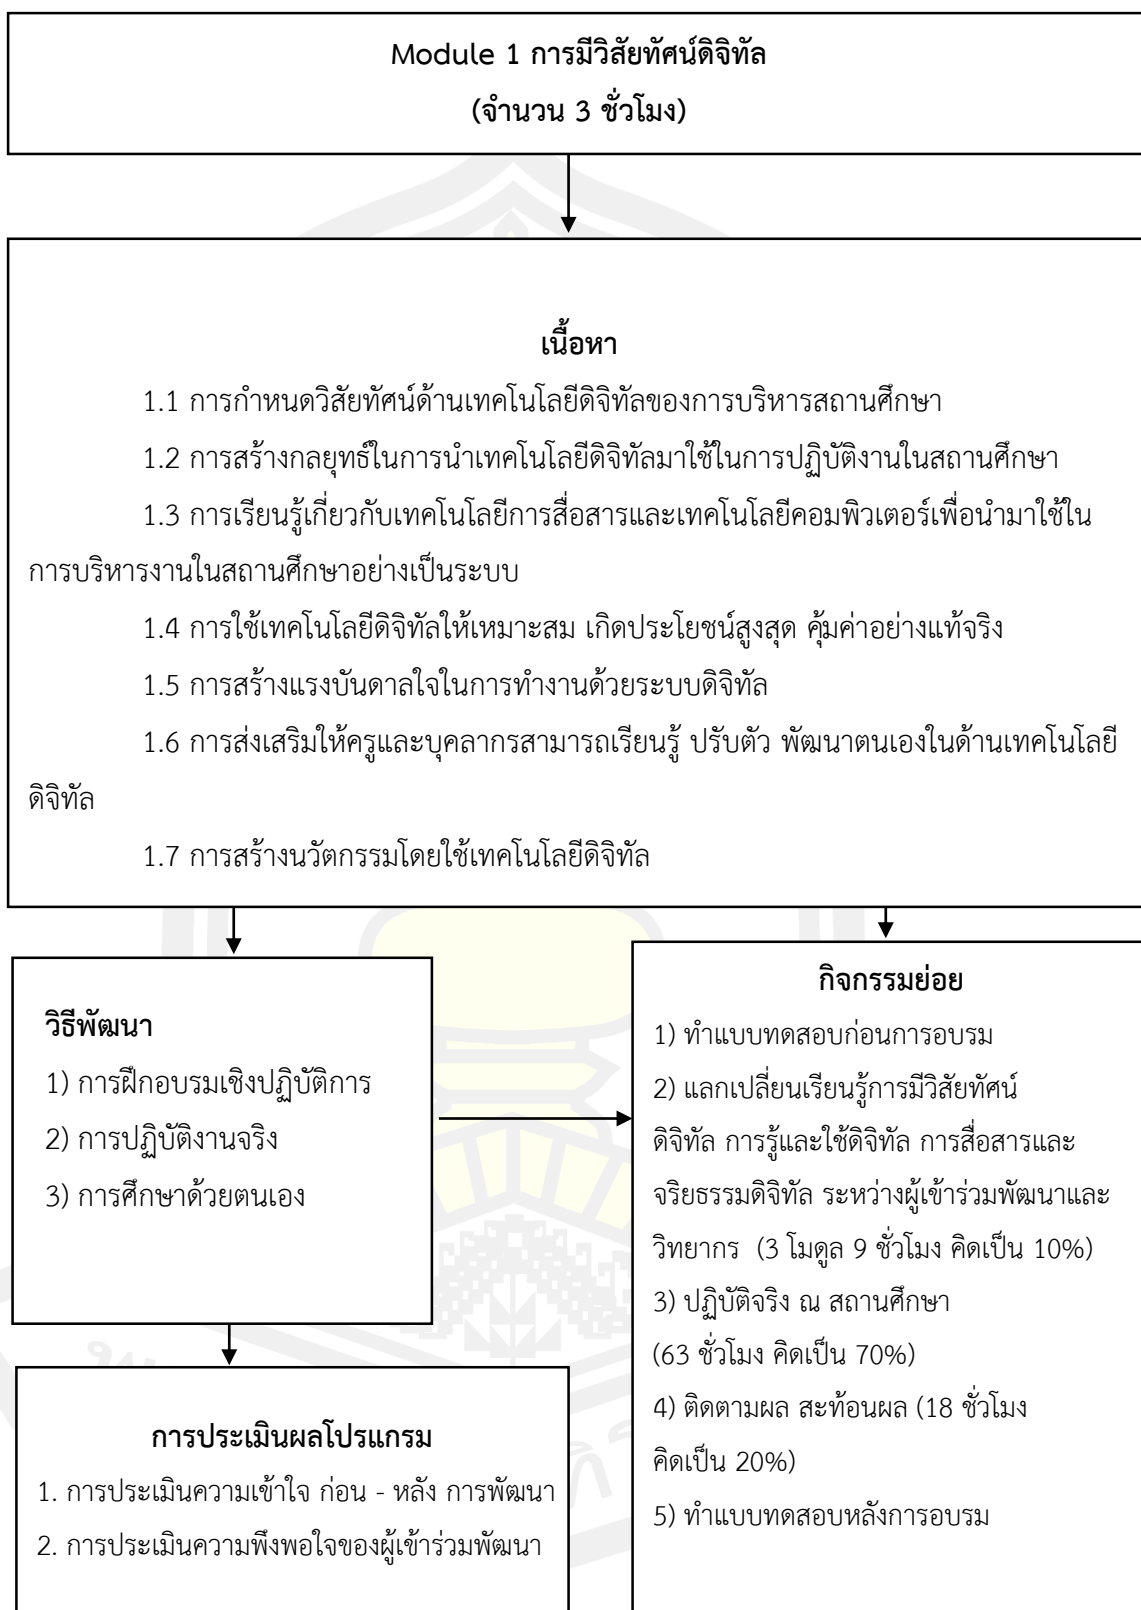 Module 1 การมีวิสัยทัศน์ดิจิทัล
(จำนวน 3 ชั่วโมง)
เนื้อหา
1.1 การกำหนดวิสัยทัศน์ด้านเทคโนโลยีดิจิทัลของการบริหารสถานศึกษา
1.2 การสร้างกลยุทธ์ในการนำเทคโนโลยีดิจิทัลมาใช้ในการปฏิบัติงานในสถานศึกษา
1.3 การเรียนรู้เกี่ยวกับเทคโนโลยีการสื่อสารและเทคโนโลยีคอมพิวเตอร์เพื่อนำมาใช้ใน
การบริหารงานในสถานศึกษาอย่างเป็นระบบ
1.4 การใช้เทคโนโลยีดิจิทัลให้เหมาะสม เกิดประโยชน์สูงสุด คุ้มค่าอย่างแท้จริง
1.5 การสร้างแรงบันดาลใจในการทำงานด้วยระบบดิจิทัล
1.6 การส่งเสริมให้ครูและบุคลากรสามารถเรียนรู้ ปรับตัว พัฒนาตนเองในด้านเทคโนโลยี
ดิจิทัล
1.7 การสร้างนวัตกรรมโดยใช้เทคโนโลยีดิจิทัล
วิธีพัฒนา
1) การฝึกอบรมเชิงปฏิบัติการ
2) การปฏิบัติงานจริง
3) การศึกษาด้วยตนเอง
กิจกรรมย่อย
1) ทำแบบทดสอบก่อนการอบรม
2) แลกเปลี่ยนเรียนรู้การมีวิสัยทัศน์
ดิจิทัล การรู้และใช้ดิจิทัล การสื่อสารและ
จริยธรรมดิจิทัล ระหว่างผู้เข้าร่วมพัฒนาและ
วิทยากร (3 โมดูล 9 ชั่วโมง คิดเป็น 10%)
3) ปฏิบัติจริง ณ สถานศึกษา
(63 ชั่วโมง คิดเป็น 70%)
4) ติดตามผล สะท้อนผล (18 ชั่วโมง
คิดเป็น 20%)
5) ทำแบบทดสอบหลังการอบรม
การประเมินผลโปรแกรม
1. การประเมินความเข้าใจ ก่อน - หลัง การพัฒนา
2. การประเมินความพึงพอใจของผู้เข้าร่วมพัฒนา